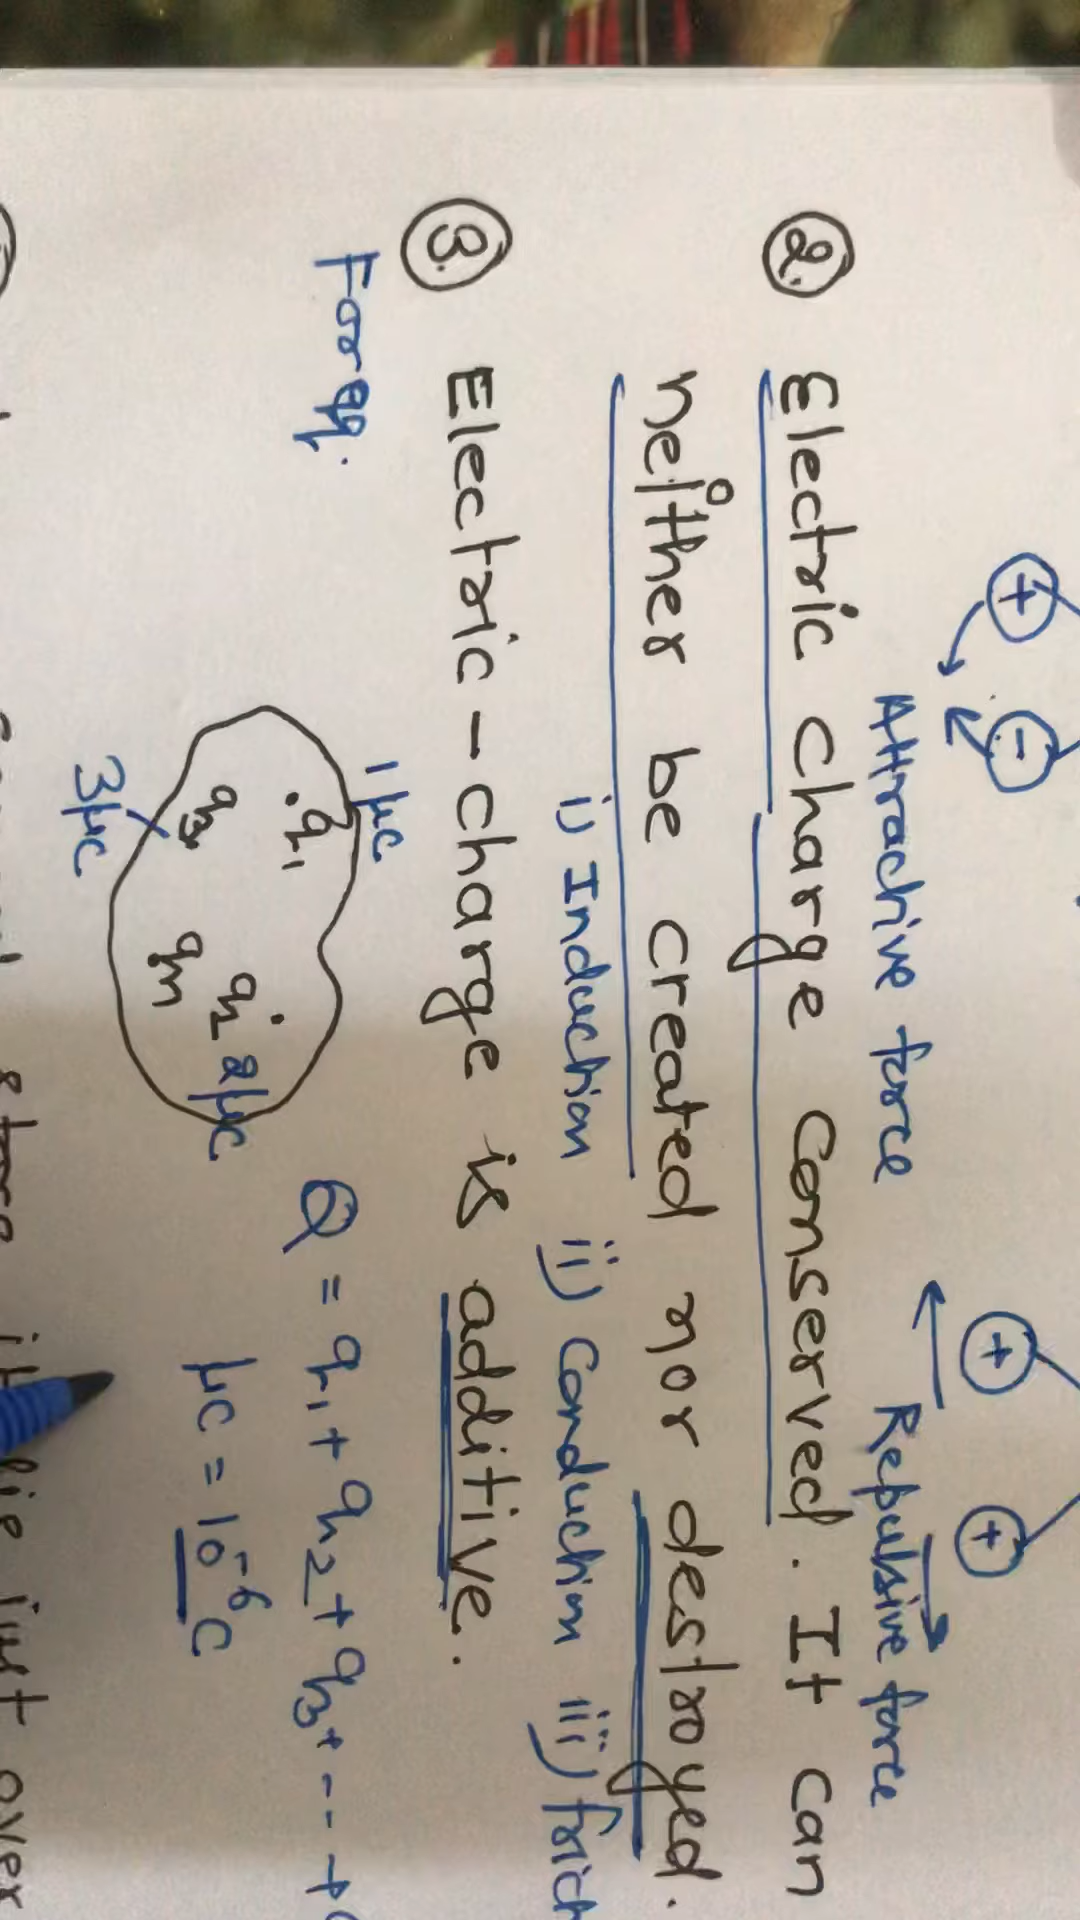 + - + +
Attractive force Repulsive force
2. Electric charge conserved. It can
neither be created nor destroyed.
i) Induction ii) Conduction iii)
3. Electric-charge is additive.
For eg.
1μc
q1
Q = q1 + q2 + q3 + --- +
q3
q2 2μc
qn
μc = 10^-6 C
3μc
over